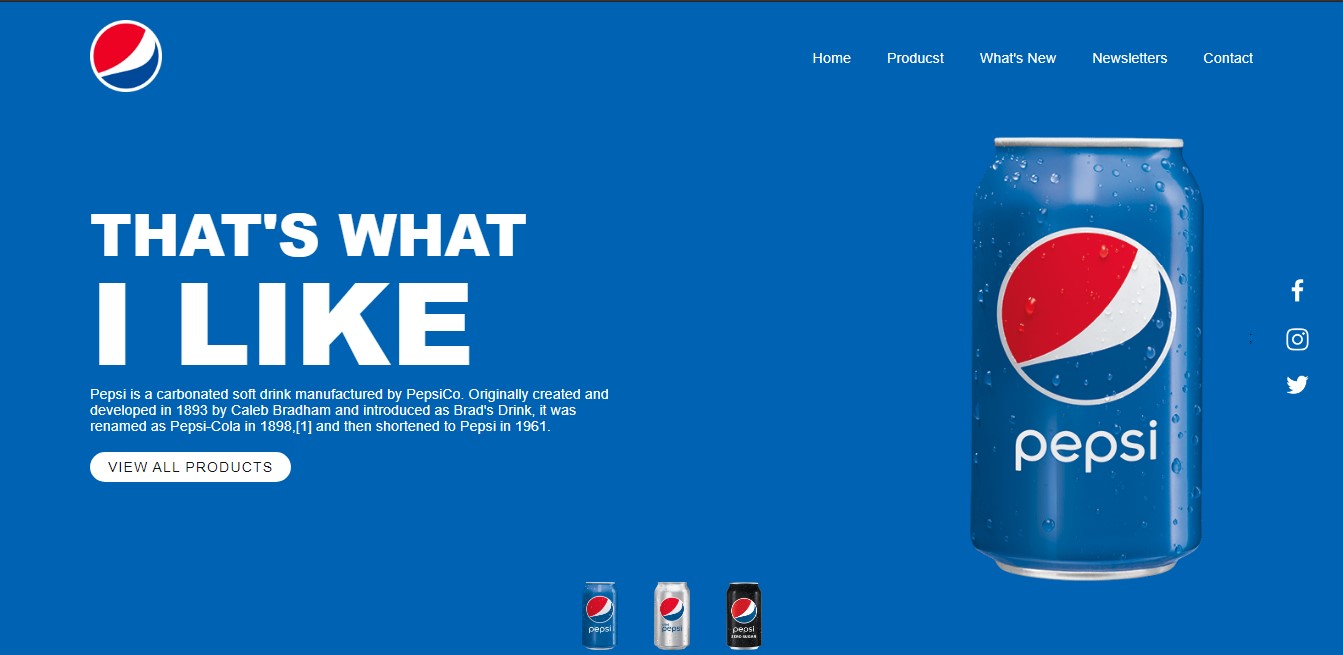 Home Producst What's New Newsletters Contact
THAT'S WHAT
I LIKE
Pepsi is a carbonated soft drink manufactured by PepsiCo. Originally created and
developed in 1893 by Caleb Bradham and introduced as Brad's Drink, it was
renamed as Pepsi-Cola in 1898,[1] and then shortened to Pepsi in 1961.
VIEW ALL PRODUCTS
pepsi
;
pepsi
pepsi
pepsi
ZERO SUGAR